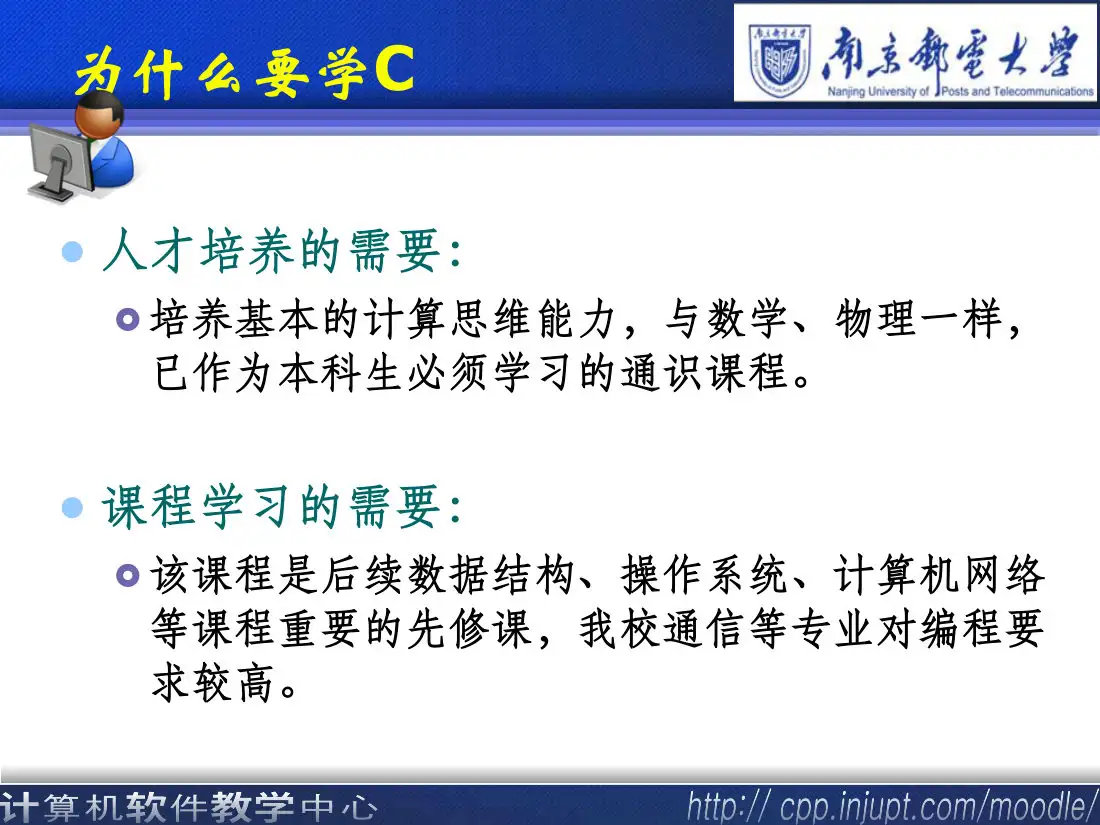 为什么要学C
南京邮电大学
Nanjing University of Posts and Telecommunications
人才培养的需要:
培养基本的计算思维能力，与数学、物理一样，
已作为本科生必须学习的通识课程。
课程学习的需要:
该课程是后续数据结构、操作系统、计算机网络
等课程重要的先修课，我校通信等专业对编程要
求较高。
计算机软件教学中心
http:// cpp.injupt.com/moodle/